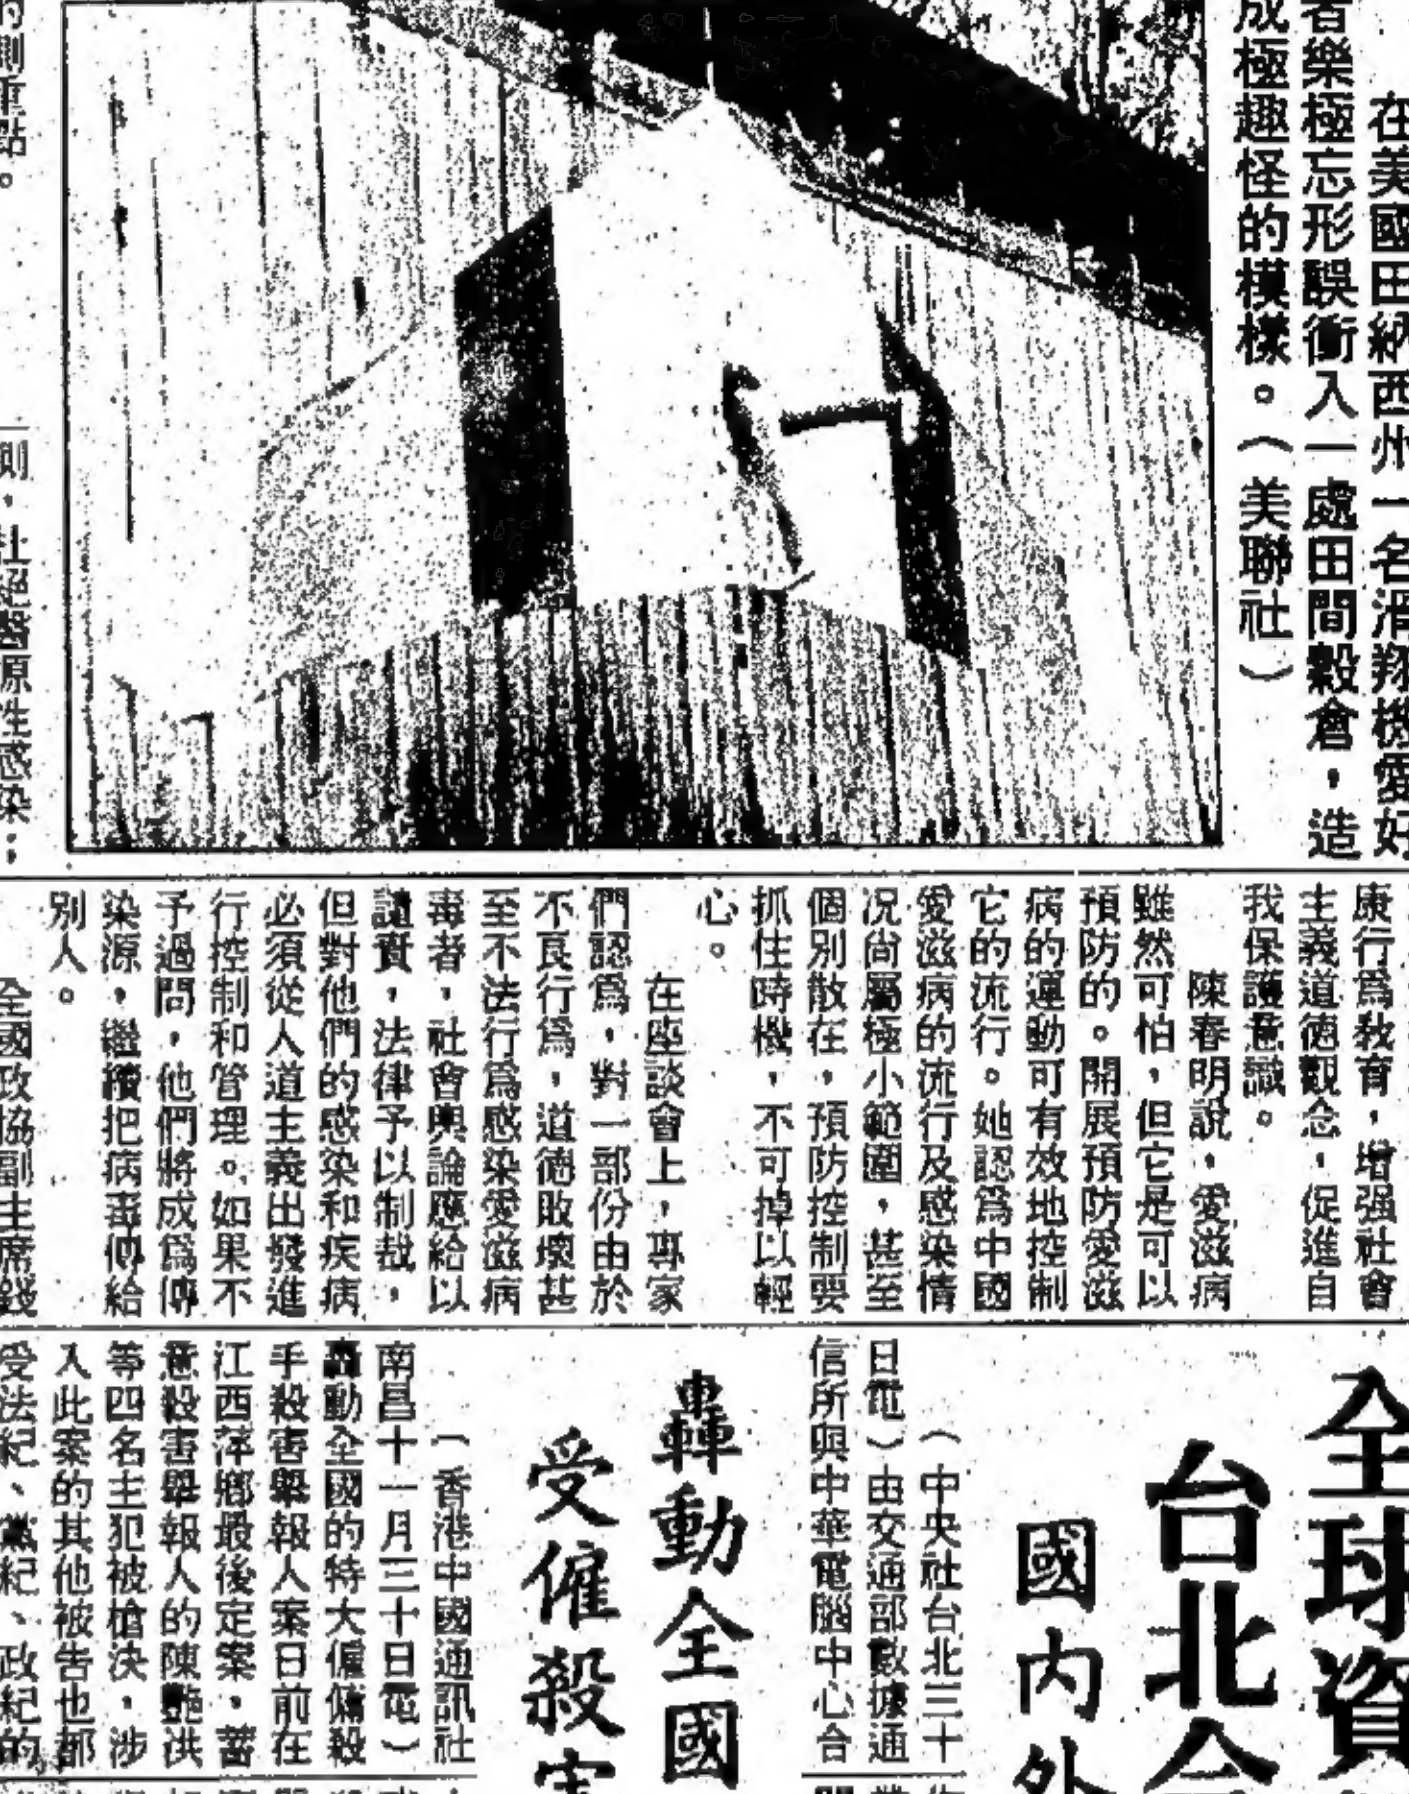 在美國田納西州一名滑翔機愛好
者樂極忘形誤衝入一處田間穀倉，造
成極趣怪的模樣。（美聯社）
重點。
則，杜絕醫源性感染；
康行爲教育，增强社會
主義道德觀念，促進自
我保護意識。
陳春明說，愛滋病
雖然可怕，但它是可以
預防的。開展預防愛滋
病的運動可有效地控制
它的流行。她認爲中國
愛滋病的流行及感染情
況尚屬極小範圍，甚至
個別散在，預防控制要
抓住時機，不可掉以輕
心。
在座談會上，專家
們認爲，對一部份由於
不良行爲，道德敗壞甚
至不法行爲感染愛滋病
毒者，社會輿論應給以
譴責，法律予以制裁，
但對他們的感染和疾病
必須從人道主義出發進
行控制和管理。如果不
予過問，他們將成爲傳
染源，繼續把病毒傳給
別人。
全國政協副主席錢
全球資
台北
國內外
（中央社台北三十
日電）由交通部數據通
信所與中華電腦中心合
轟動全國
受僱殺害
（香港中國通訊社
南昌十一月三十日電）
轟動全國的特大僱傭殺
手殺害舉報人案日前在
江西萍鄉最後定案，蓄
意殺害舉報人的陳艷洪
等四名主犯被槍決，涉
入此案的其他被告也都
受法紀、黨紀、政紀的